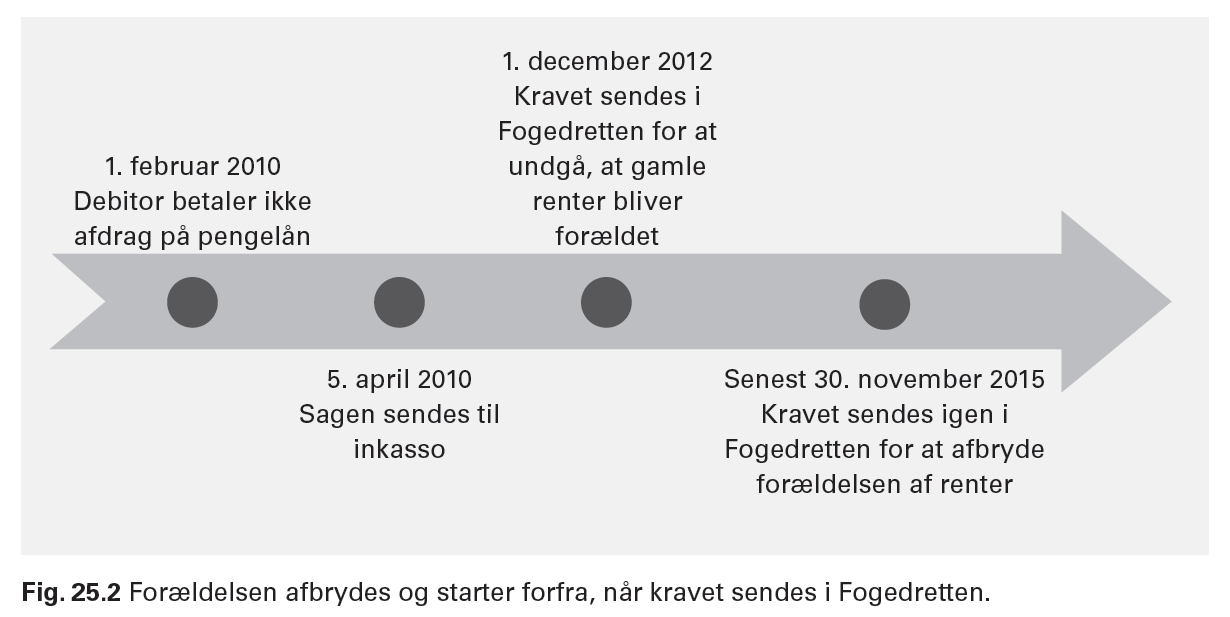 1. december 2012
Kravet sendes i
Fogedretten for at
undgå, at gamle
renter bliver
forældet
1. februar 2010
Debitor betaler ikke
afdrag på pengelån
5. april 2010
Sagen sendes til
inkasso
Senest 30. november 2015
Kravet sendes igen i
Fogedretten for at afbryde
forældelsen af renter
Fig. 25.2 Forældelsen afbrydes og starter forfra, når kravet sendes i Fogedretten.